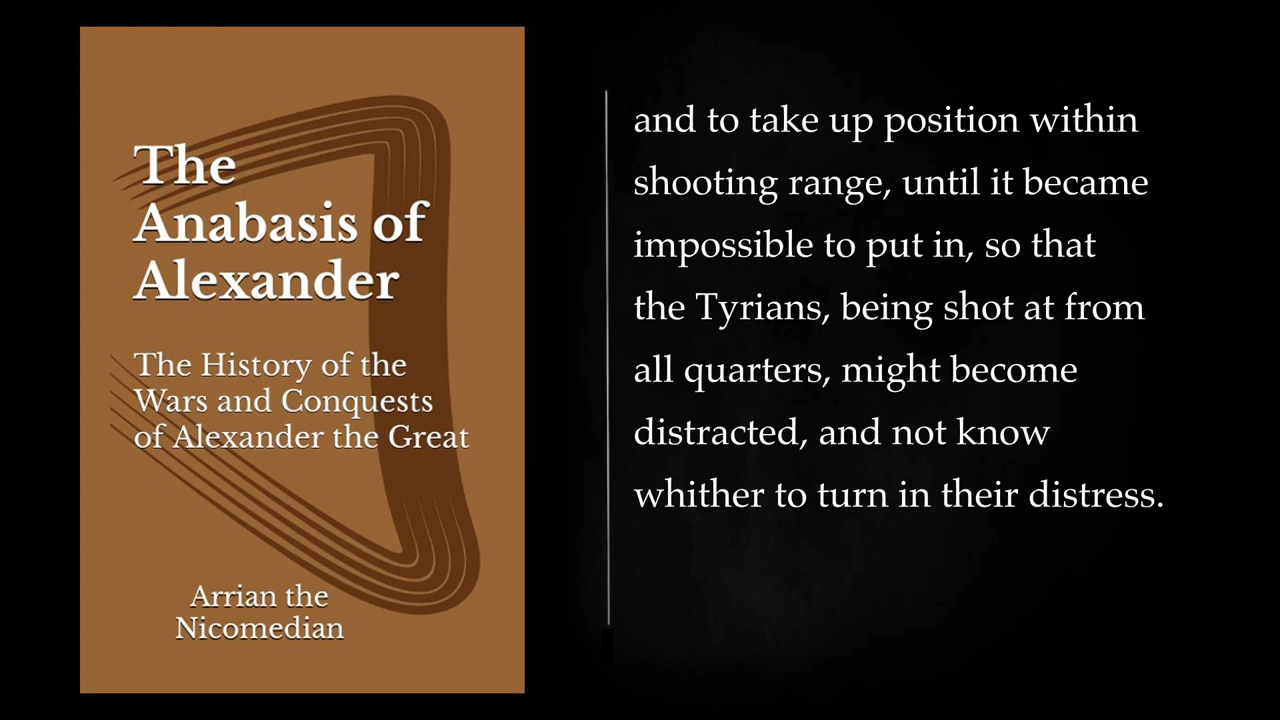 The
Anabasis of
Alexander
The History of the
Wars and Conquests
of Alexander the Great
Arrian the
Nicomedian
and to take up position within
shooting range, until it became
impossible to put in, so that
the Tyrians, being shot at from
all quarters, might become
distracted, and not know
whither to turn in their distress.